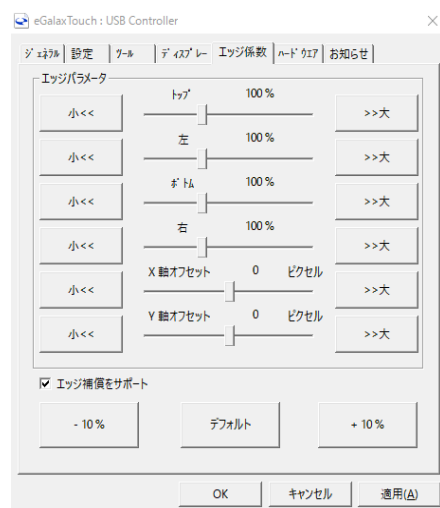 eGalaxTouch : USB Controller
ｼﾞｪﾈﾗﾙ 設定 ﾂｰﾙ ﾃﾞｨｽﾌﾟﾚｰ エッジ係数 ﾊｰﾄﾞｳｴｱ お知らせ
エッジパラメータ
ﾄｯﾌﾟ 100 %
小<< >>大
左 100 %
小<< >>大
ﾎﾞﾄﾑ 100 %
小<< >>大
右 100 %
小<< >>大
X 軸オフセット 0 ピクセル
小<< >>大
Y 軸オフセット 0 ピクセル
小<< >>大
エッジ補償をサポート
- 10 % デフォルト + 10 %
OK キャンセル 適用(A)